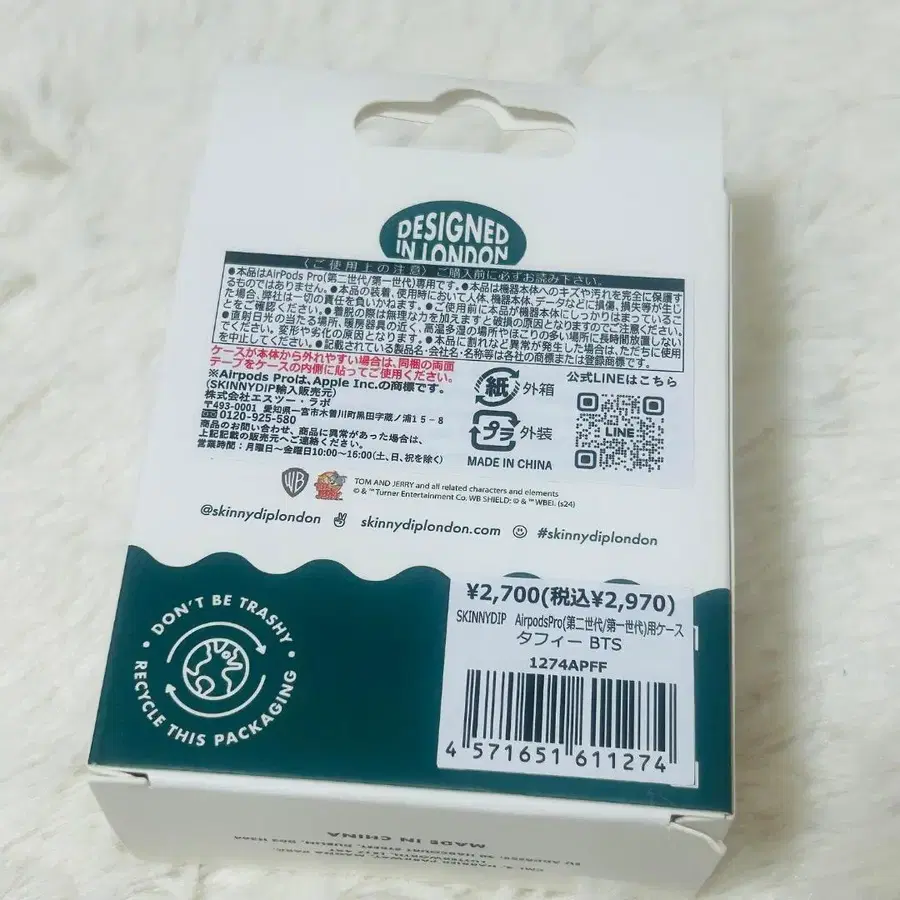 DESIGNED
IN LONDON
〈ご使用上の注意〉ご購入前に必ずお読み下さい。
●本品はAirPods Pro(第二世代/第一世代)専用です。●本品は機器本体へのキズや汚れを完全に保護す
るものではありません。●本品の装着、使用時において人体、機器本体、データなどに損傷、損失等が生じ
た場合、弊社は一切の責任を負いかねます。●ご使用前に本品が機器本体にしっかりはまっているこ
とをご確認ください。●着脱の際は無理な力を加えますと破損の原因となりますのでご注意ください。
●直射日光の当たる場所、暖房器具の近く、高温多湿の場所やほこりの多い場所に長時間放置しない
でください。変形や劣化の原因となります。●本品に割れなど異常が発生した場合は、ただちに使用
を中止してください。●記載されている製品名・会社名・名称等は各社の商標または登録商標です。
ケースが本体から外れやすい場合は、同梱の両面
テープをケースの内側に貼ってご使用ください。
※Airpods Proは、Apple Inc.の商標です。
(SKINNYDIP輸入販売元)
株式会社エスツー・ラボ
〒493-0001 愛知県一宮市木曽川町黒田字蔵ノ浦15-8
0120-925-580
商品のお問い合わせ、商品に異常があった場合は、
上記記載の販売元へご連絡ください。
営業時間:月曜日~金曜日10:00~16:00(土、日、祝を除く)
紙 外箱
プラ 外装
MADE IN CHINA
公式LINEはこちら
LINE
WB
TOM AND JERRY and all related characters and elements
© & ™ Turner Entertainment Co. WB SHIELD: © & ™ WBEI. (s24)
@skinnydiplondon
skinnydiplondon.com
#skinnydiplondon
DON'T BE TRASHY
RECYCLE THIS PACKAGING
¥2,700(税込¥2,970)
SKINNYDIP AirpodsPro(第二世代/第一世代)用ケース
タフィー BTS
1274APFF
4 571651 611274
MADE IN CHINA